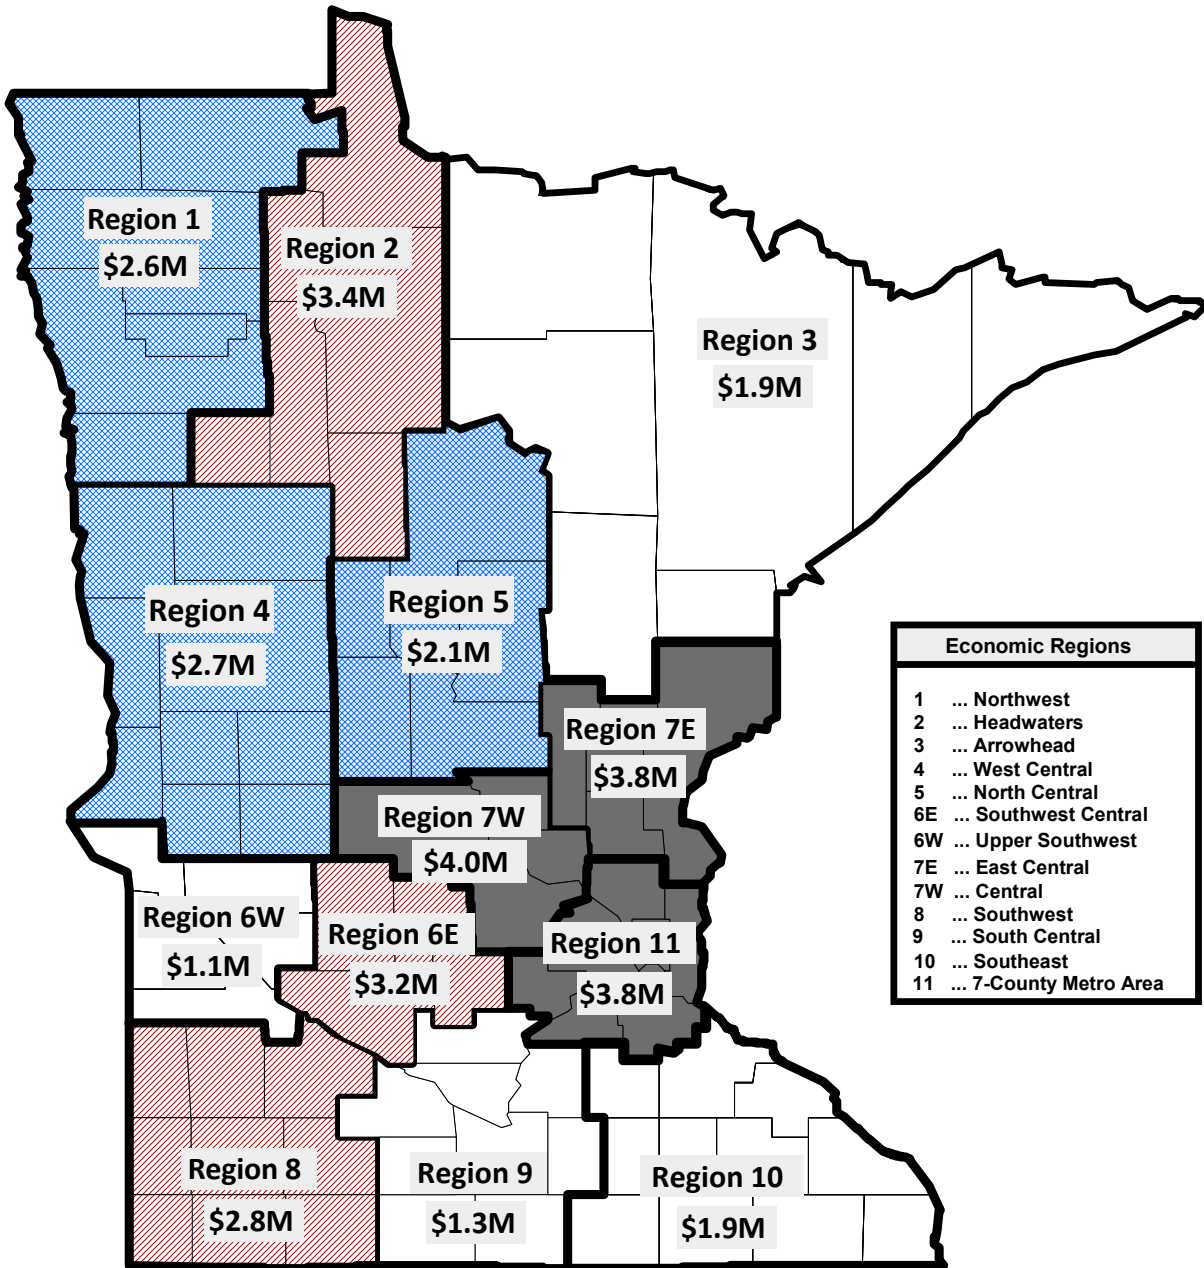 Region 1
$2.6M
Region 2
$3.4M
Region 3
$1.9M
Region 4
$2.7M
Region 5
$2.1M
Region 7E
$3.8M
Region 7W
$4.0M
Region 6W
$1.1M
Region 6E
$3.2M
Region 11
$3.8M
Region 8
$2.8M
Region 9
$1.3M
Region 10
$1.9M
Economic Regions
1 ... Northwest
2 ... Headwaters
3 ... Arrowhead
4 ... West Central
5 ... North Central
6E ... Southwest Central
6W ... Upper Southwest
7E ... East Central
7W ... Central
8 ... Southwest
9 ... South Central
10 ... Southeast
11 ... 7-County Metro Area